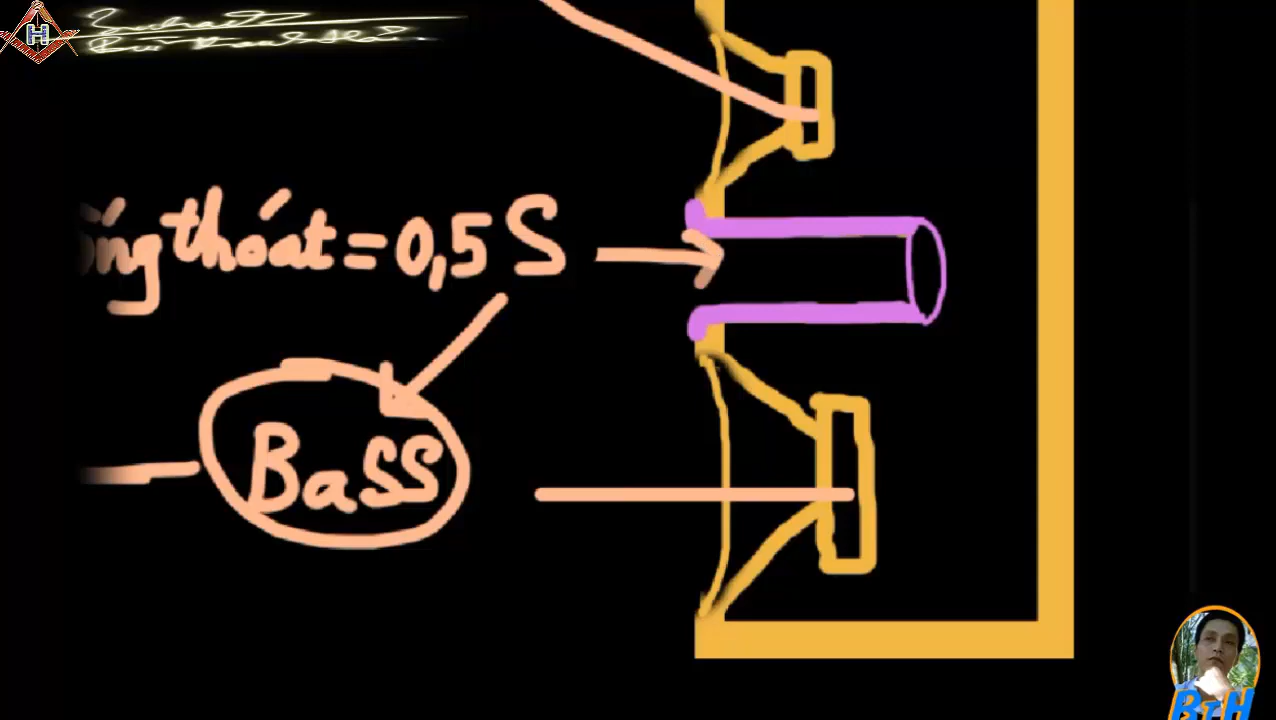 H
ống thoát = 0,5 S
Bass
BTH